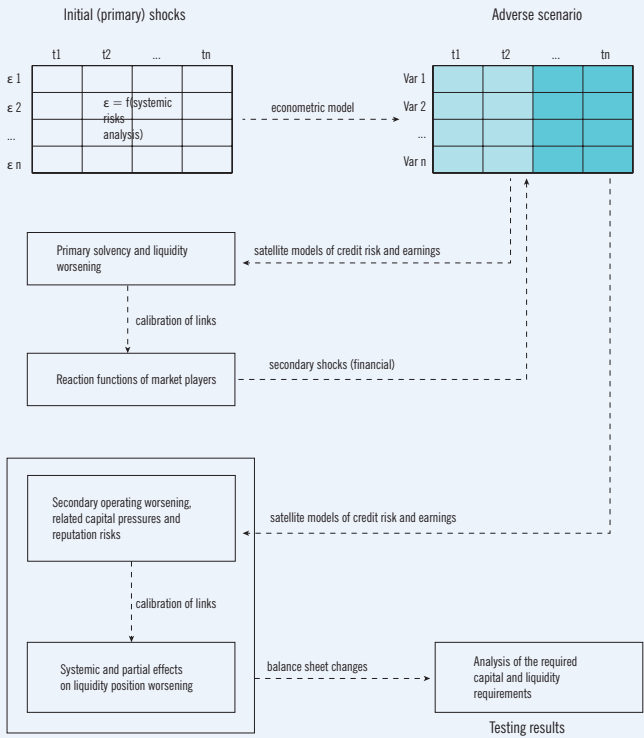 Initial (primary) shocks
Adverse scenario
t1 t2 ... tn
t1 t2 ... tn
ε 1
ε 2
...
ε n
ε = f(systemic
risks
analysis)
econometric model
Var 1
Var 2
...
Var n
Primary solvency and liquidity
worsening
satellite models of credit risk and earnings
calibration of links
Reaction functions of market players
secondary shocks (financial)
Secondary operating worsening,
related capital pressures and
reputation risks
satellite models of credit risk and earnings
calibration of links
Systemic and partial effects
on liquidity position worsening
balance sheet changes
Analysis of the required
capital and liquidity
requirements
Testing results